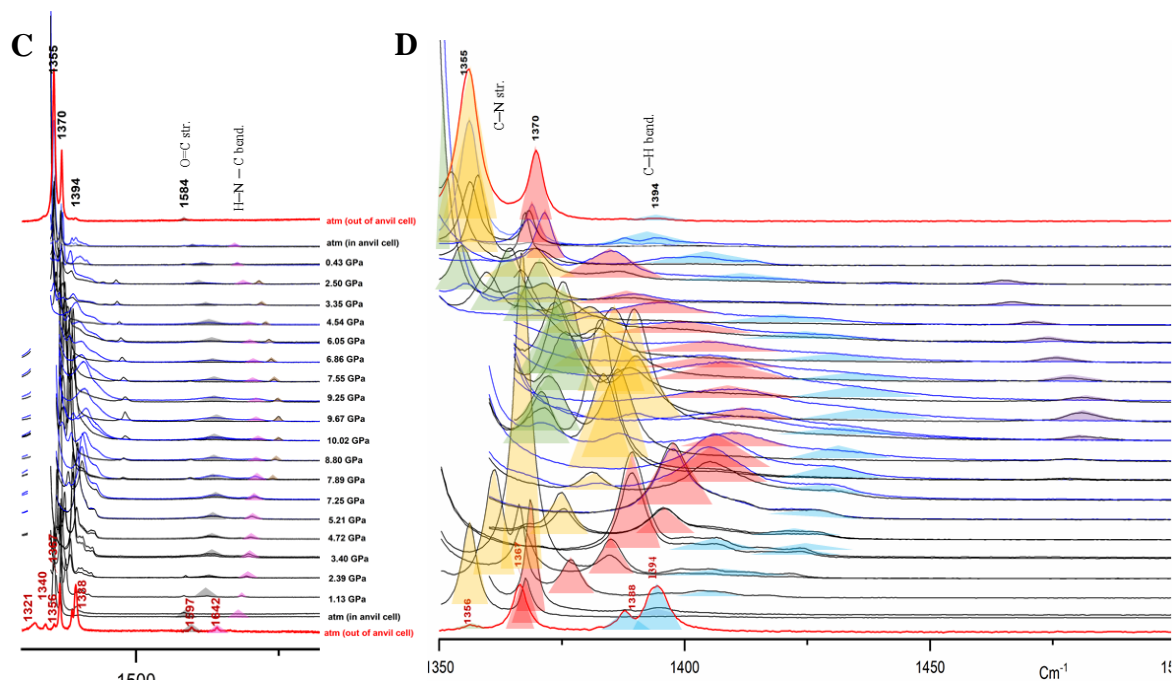 C
1355
1370
1394
1584
O=C str.
H–N – C bend.
atm (out of anvil cell)
atm (in anvil cell)
0.43 GPa
2.50 GPa
3.35 GPa
4.54 GPa
6.05 GPa
6.86 GPa
7.55 GPa
9.25 GPa
9.67 GPa
10.02 GPa
8.80 GPa
7.89 GPa
7.25 GPa
5.21 GPa
4.72 GPa
3.40 GPa
2.39 GPa
1.13 GPa
atm (in anvil cell)
atm (out of anvil cell)
1321
1340
1356
1367
1388
1597
1642
1500
D
1355
C–N str.
1370
C–H bend.
1394
1356
136
1388
1394
1350
1400
1450
Cm⁻¹
15